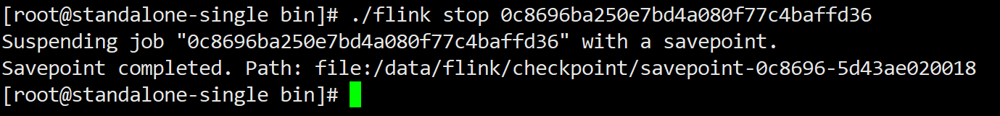 [root@standalone-single bin]# ./flink stop 0c8696ba250e7bd4a080f77c4baffd36
Suspending job "0c8696ba250e7bd4a080f77c4baffd36" with a savepoint.
Savepoint completed. Path: file:/data/flink/checkpoint/savepoint-0c8696-5d43ae020018
[root@standalone-single bin]#